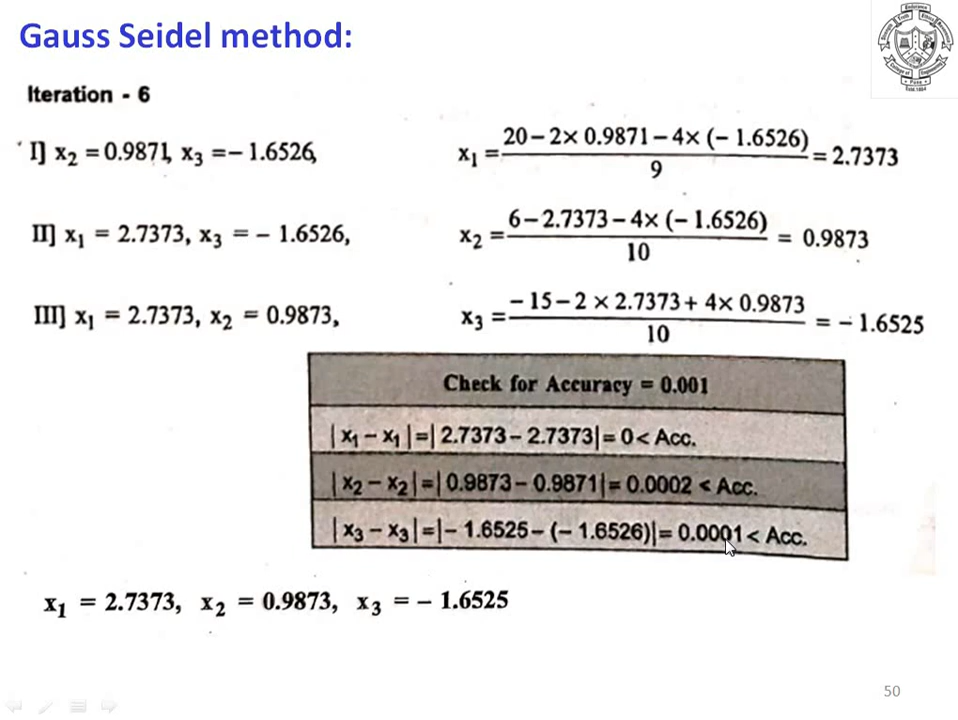 Gauss Seidel method:
Iteration - 6
I] x₂ = 0.9871, x₃ = – 1.6526, x₁ = (20 – 2× 0.9871 – 4× (– 1.6526))/9 = 2.7373
II] x₁ = 2.7373, x₃ = – 1.6526, x₂ = (6 – 2.7373 – 4× (– 1.6526))/10 = 0.9873
III] x₁ = 2.7373, x₂ = 0.9873, x₃ = (– 15 – 2 × 2.7373 + 4× 0.9873)/10 = – 1.6525
Check for Accuracy = 0.001
| x₁ – x₁ | = | 2.7373 – 2.7373| = 0 < Acc.
| x₂ – x₂ | = | 0.9873 – 0.9871| = 0.0002 < Acc.
| x₃ – x₃ | = |– 1.6525 – (– 1.6526)| = 0.0001 < Acc.
x₁ = 2.7373, x₂ = 0.9873, x₃ = – 1.6525
50